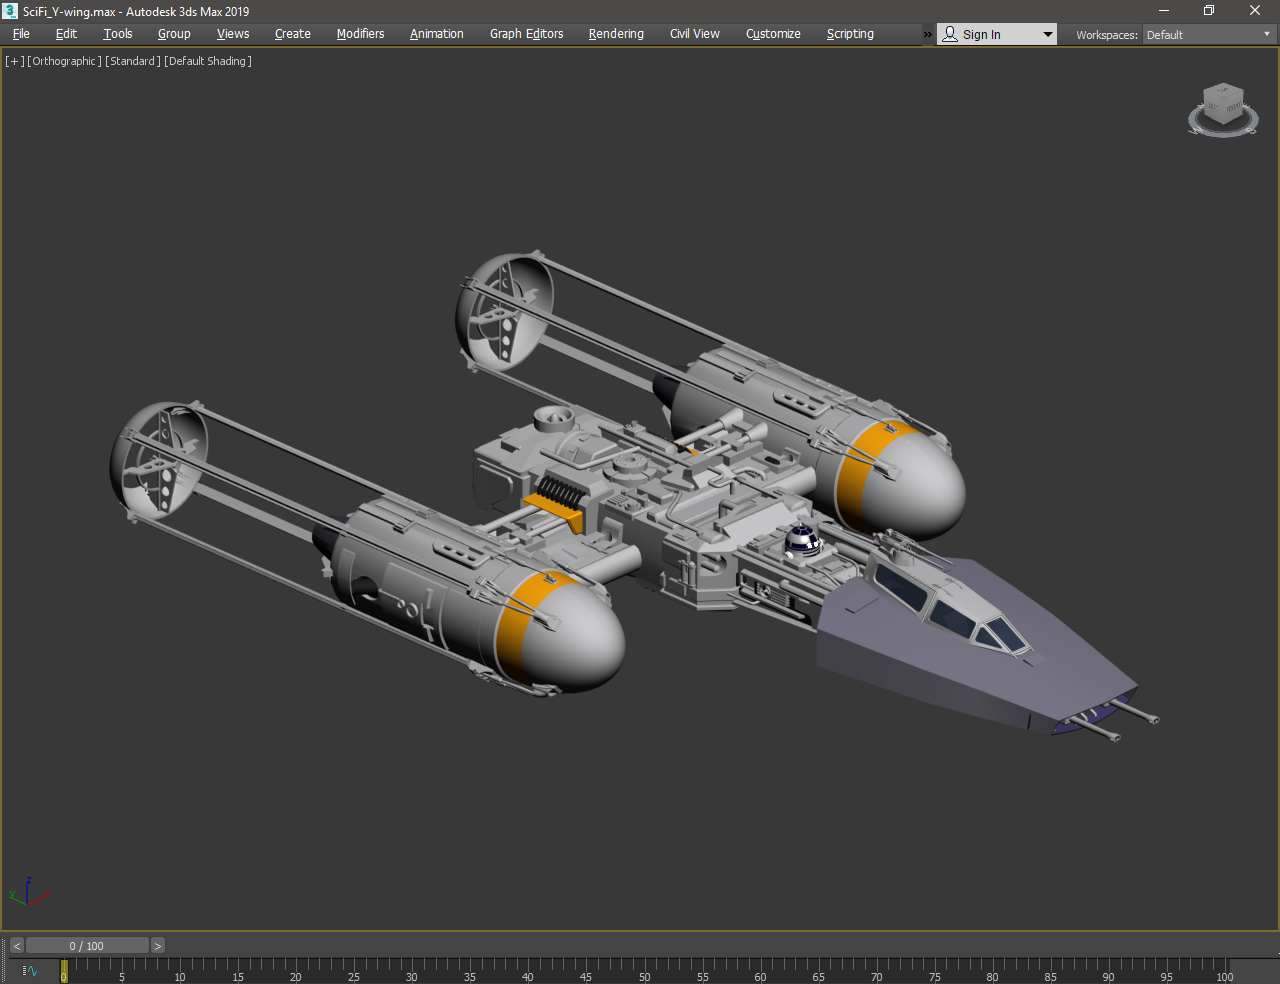 SciFi_Y-wing.max - Autodesk 3ds Max 2019
File Edit Tools Group Views Create Modifiers Animation Graph Editors Rendering Civil View Customize Scripting » Sign In Workspaces: Default
[+] [Orthographic] [Standard] [Default Shading]
z
y
x
< 0 / 100 >
0 5 10 15 20 25 30 35 40 45 50 55 60 65 70 75 80 85 90 95 100